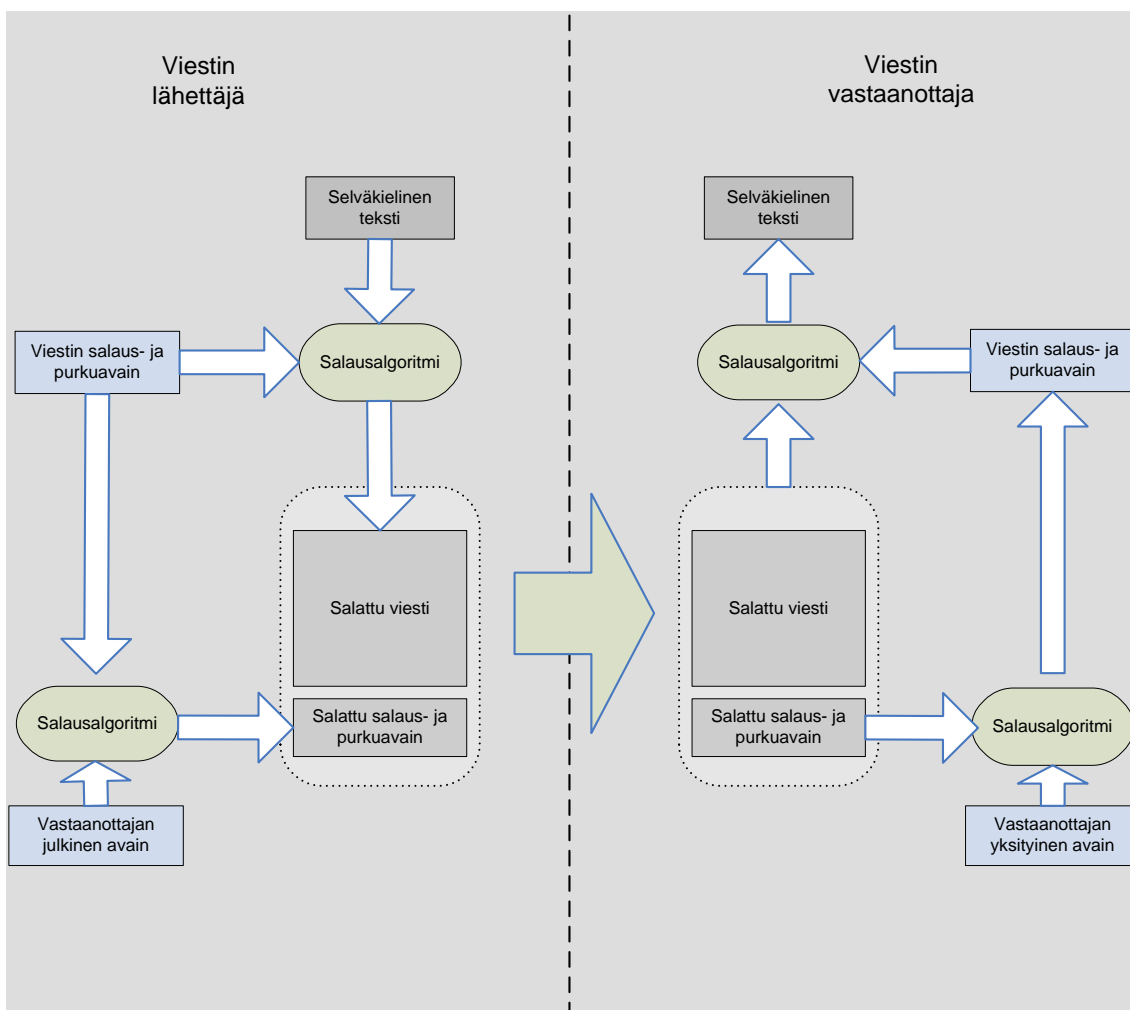 Viestin
lähettäjä
Selväkielinen
teksti
Viestin salaus- ja
purkuavain
Salausalgoritmi
Salattu viesti
Salausalgoritmi
Salattu salaus- ja
purkuavain
Vastaanottajan
julkinen avain
Viestin
vastaanottaja
Selväkielinen
teksti
Salausalgoritmi
Viestin salaus- ja
purkuavain
Salattu viesti
Salattu salaus- ja
purkuavain
Salausalgoritmi
Vastaanottajan
yksityinen avain